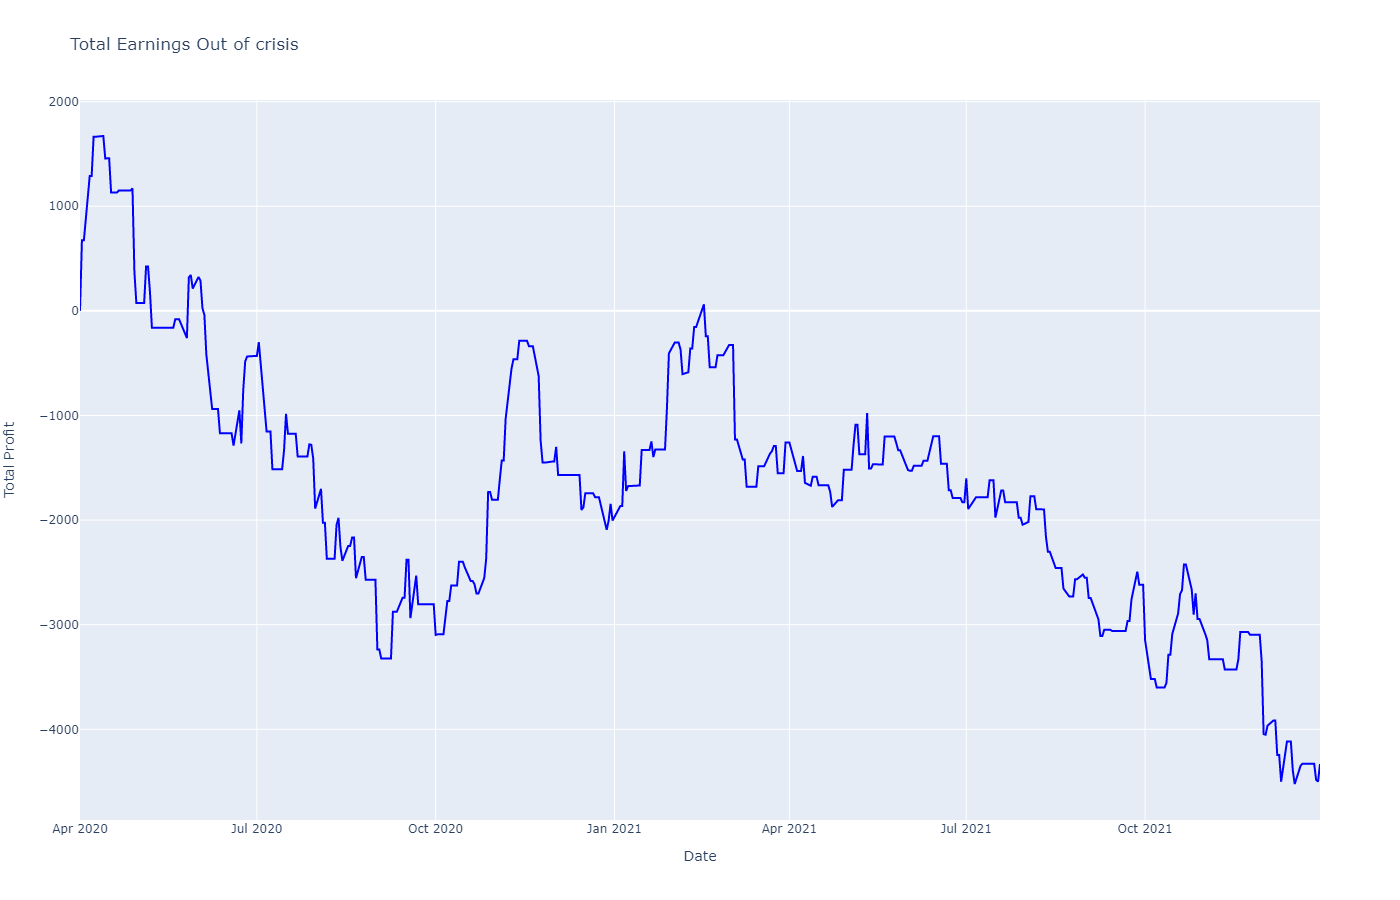 Total Earnings Out of crisis
2000
1000
0
−1000
−2000
−3000
−4000
Total Profit
Apr 2020
Jul 2020
Oct 2020
Jan 2021
Apr 2021
Jul 2021
Oct 2021
Date